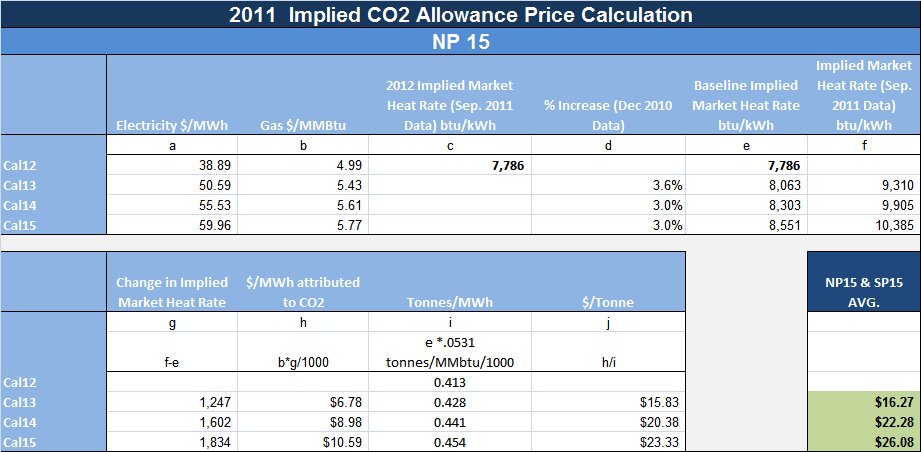 2011 Implied CO2 Allowance Price Calculation
NP 15
Electricity $/MWh Gas $/MMBtu 2012 Implied Market Heat Rate (Sep. 2011 Data) btu/kWh % Increase (Dec 2010 Data) Baseline Implied Market Heat Rate btu/kWh Implied Market Heat Rate (Sep. 2011 Data) btu/kWh
a b c d e f
Cal12 38.89 4.99 7,786 7,786
Cal13 50.59 5.43 3.6% 8,063 9,310
Cal14 55.53 5.61 3.0% 8,303 9,905
Cal15 59.96 5.77 3.0% 8,551 10,385
Change in Implied Market Heat Rate $/MWh attributed to CO2 Tonnes/MWh $/Tonne NP15 & SP15 AVG.
g h i j
f-e b*g/1000 e *.0531 tonnes/MMbtu/1000 h/i
Cal12 0.413
Cal13 1,247 $6.78 0.428 $15.83 $16.27
Cal14 1,602 $8.98 0.441 $20.38 $22.28
Cal15 1,834 $10.59 0.454 $23.33 $26.08